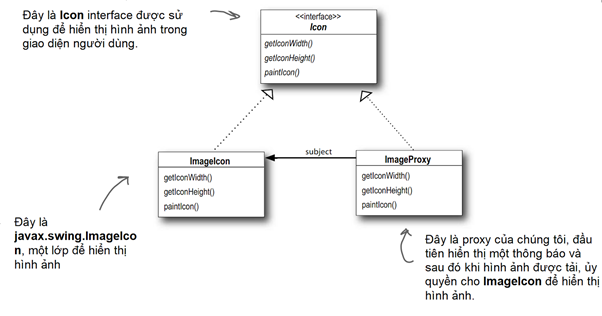 Đây là Icon interface được sử
dụng để hiển thị hình ảnh trong
giao diện người dùng.
<<interface>>
Icon
getIconWidth()
getIconHeight()
paintIcon()
subject
ImageIcon
getIconWidth()
getIconHeight()
paintIcon()
ImageProxy
getIconWidth()
getIconHeight()
paintIcon()
Đây là
javax.swing.ImageIco
n, một lớp để hiển thị
hình ảnh
Đây là proxy của chúng tôi, đầu
tiên hiển thị một thông báo và
sau đó khi hình ảnh được tải, ủy
quyền cho ImageIcon để hiển thị
hình ảnh.